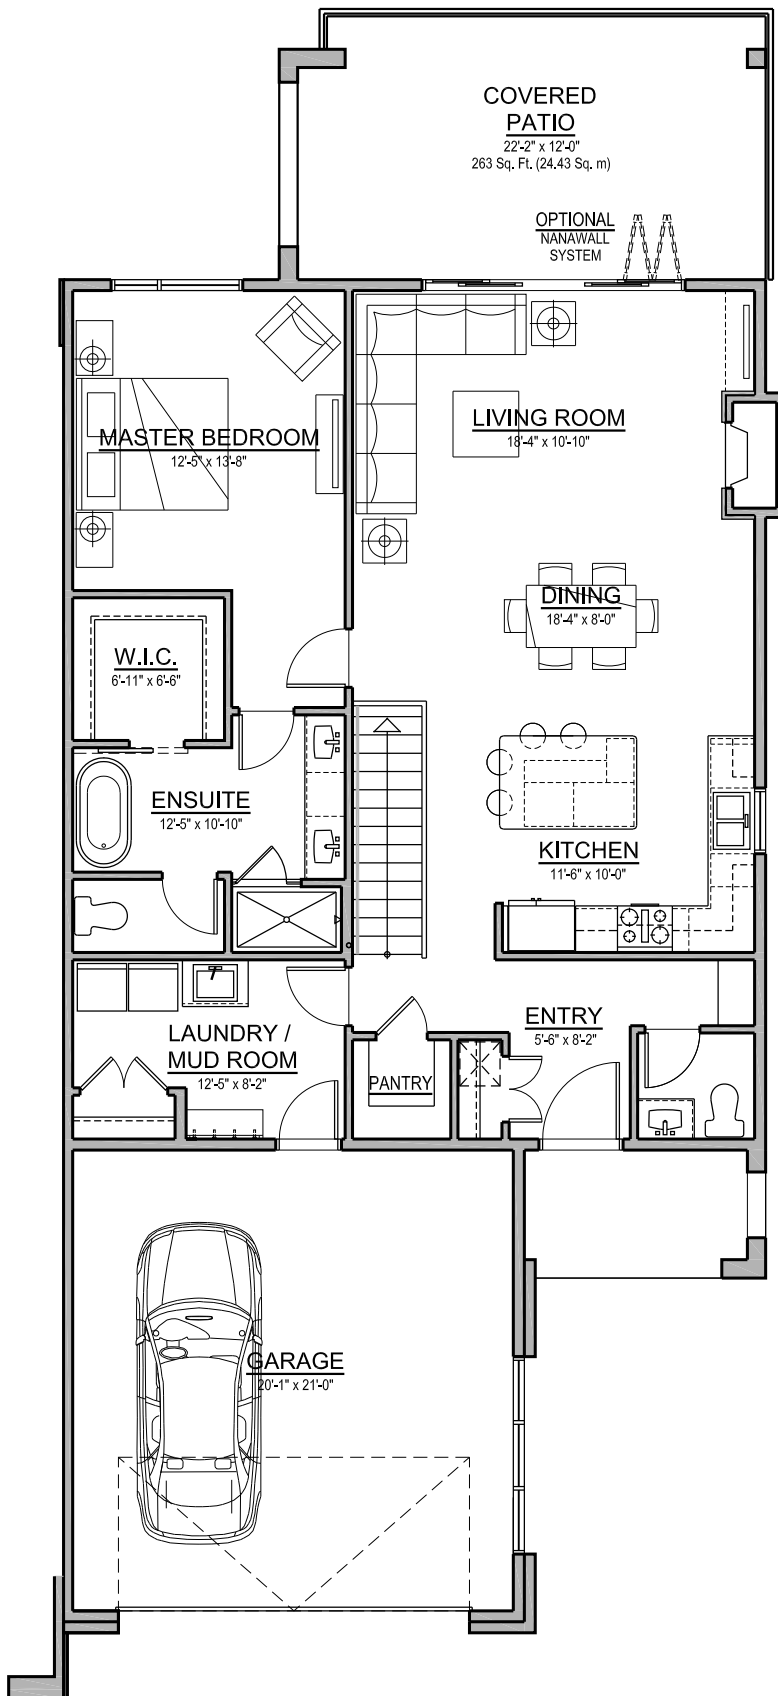 COVERED
PATIO
22'-2" x 12'-0"
263 Sq. Ft. (24.43 Sq. m)
OPTIONAL
NANAWALL
SYSTEM
MASTER BEDROOM
12'-5" x 13'-8"
LIVING ROOM
18'-4" x 10'-10"
DINING
18'-4" x 8'-0"
W.I.C.
6'-11" x 6'-6"
ENSUITE
12'-5" x 10'-10"
KITCHEN
11'-6" x 10'-0"
LAUNDRY /
MUD ROOM
12'-5" x 8'-2"
ENTRY
5'-6" x 8'-2"
PANTRY
GARAGE
20'-1" x 21'-0"